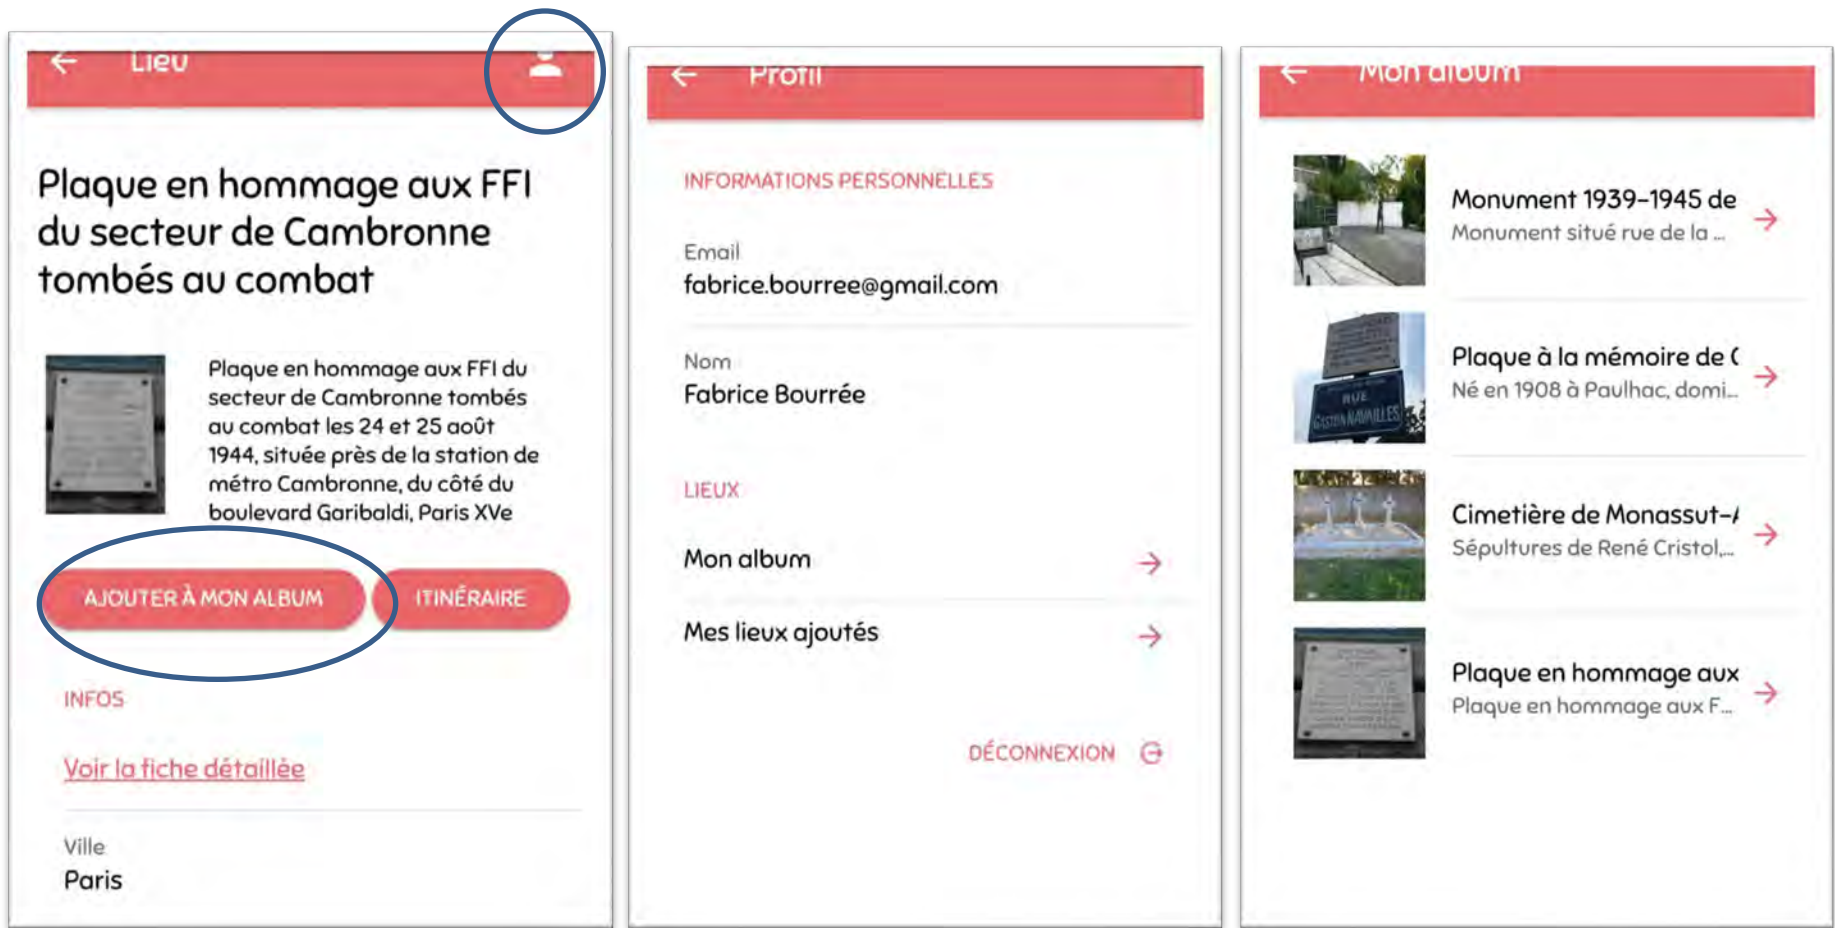 Lieu
Plaque en hommage aux FFI
du secteur de Cambronne
tombés au combat
Plaque en hommage aux FFI du
secteur de Cambronne tombés
au combat les 24 et 25 août
1944, située près de la station de
métro Cambronne, du côté du
boulevard Garibaldi, Paris XVe
AJOUTER À MON ALBUM
ITINÉRAIRE
INFOS
Voir la fiche détaillée
Ville
Paris
Profil
INFORMATIONS PERSONNELLES
Email
fabrice.bourree@gmail.com
Nom
Fabrice Bourrée
LIEUX
Mon album
Mes lieux ajoutés
DÉCONNEXION
Mon album
Monument 1939-1945 de
Monument situé rue de la ...
Plaque à la mémoire de
Né en 1908 à Paulhac, domi...
RUE
GASTON NAVAILLES
Cimetière de Monassut-
Sépultures de René Cristol,...
Plaque en hommage aux
Plaque en hommage aux F...